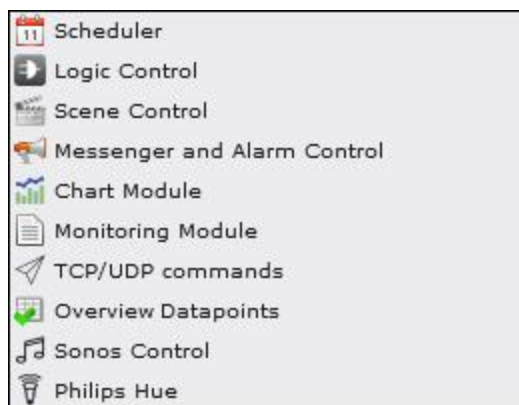 11 Scheduler
Logic Control
Scene Control
Messenger and Alarm Control
Chart Module
Monitoring Module
TCP/UDP commands
Overview Datapoints
Sonos Control
Philips Hue